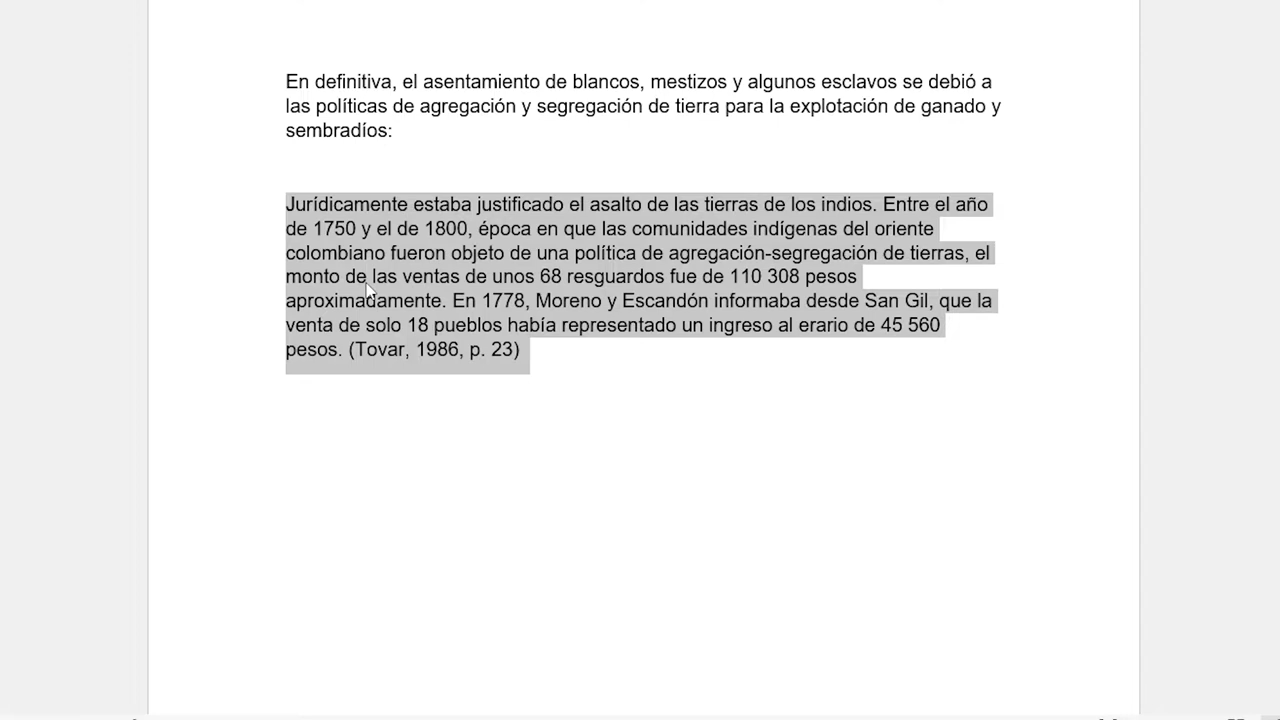 En definitiva, el asentamiento de blancos, mestizos y algunos esclavos se debió a
las políticas de agregación y segregación de tierra para la explotación de ganado y
sembradíos:
Jurídicamente estaba justificado el asalto de las tierras de los indios. Entre el año
de 1750 y el de 1800, época en que las comunidades indígenas del oriente
colombiano fueron objeto de una política de agregación-segregación de tierras, el
monto de las ventas de unos 68 resguardos fue de 110 308 pesos
aproximadamente. En 1778, Moreno y Escandón informaba desde San Gil, que la
venta de solo 18 pueblos había representado un ingreso al erario de 45 560
pesos. (Tovar, 1986, p. 23)